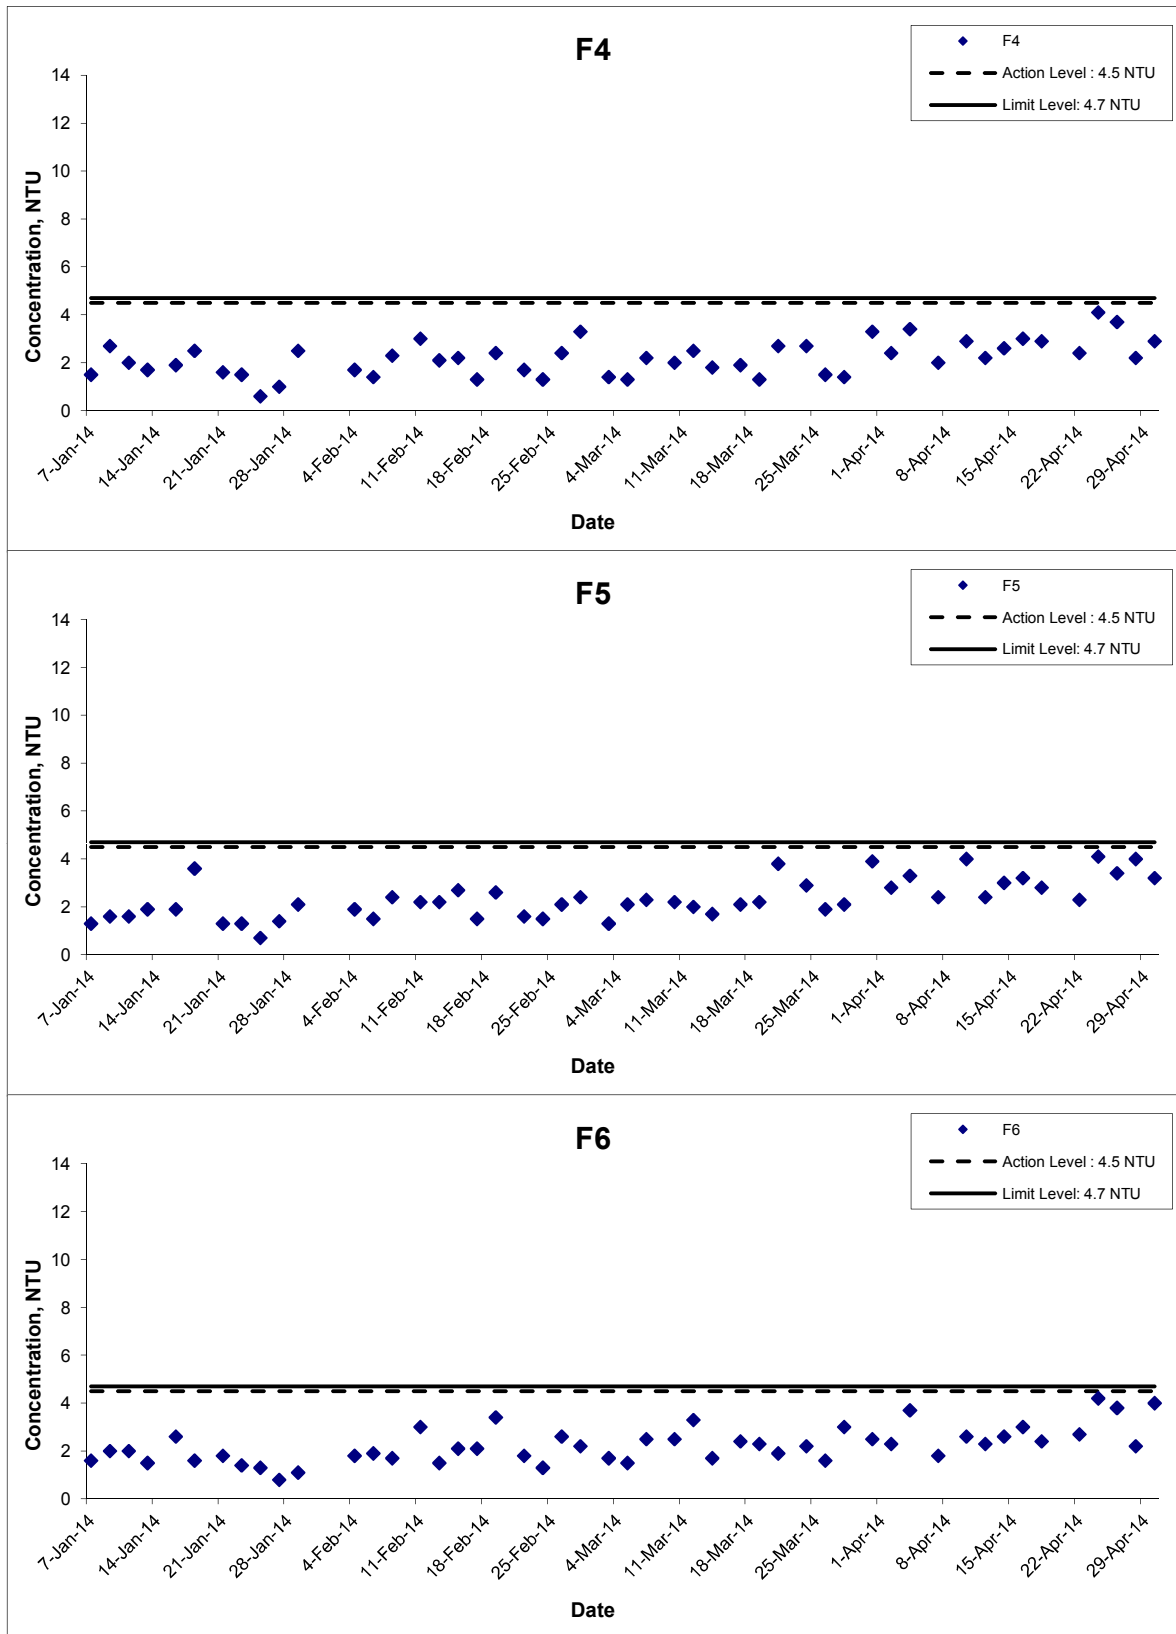 F4
F4
Action Level : 4.5 NTU
Limit Level: 4.7 NTU
Concentration, NTU
14
12
10
8
6
4
2
0
7-Jan-14
14-Jan-14
21-Jan-14
28-Jan-14
4-Feb-14
11-Feb-14
18-Feb-14
25-Feb-14
4-Mar-14
11-Mar-14
18-Mar-14
25-Mar-14
1-Apr-14
8-Apr-14
15-Apr-14
22-Apr-14
29-Apr-14
Date
F5
F5
Action Level : 4.5 NTU
Limit Level: 4.7 NTU
Concentration, NTU
14
12
10
8
6
4
2
0
7-Jan-14
14-Jan-14
21-Jan-14
28-Jan-14
4-Feb-14
11-Feb-14
18-Feb-14
25-Feb-14
4-Mar-14
11-Mar-14
18-Mar-14
25-Mar-14
1-Apr-14
8-Apr-14
15-Apr-14
22-Apr-14
29-Apr-14
Date
F6
F6
Action Level : 4.5 NTU
Limit Level: 4.7 NTU
Concentration, NTU
14
12
10
8
6
4
2
0
7-Jan-14
14-Jan-14
21-Jan-14
28-Jan-14
4-Feb-14
11-Feb-14
18-Feb-14
25-Feb-14
4-Mar-14
11-Mar-14
18-Mar-14
25-Mar-14
1-Apr-14
8-Apr-14
15-Apr-14
22-Apr-14
29-Apr-14
Date